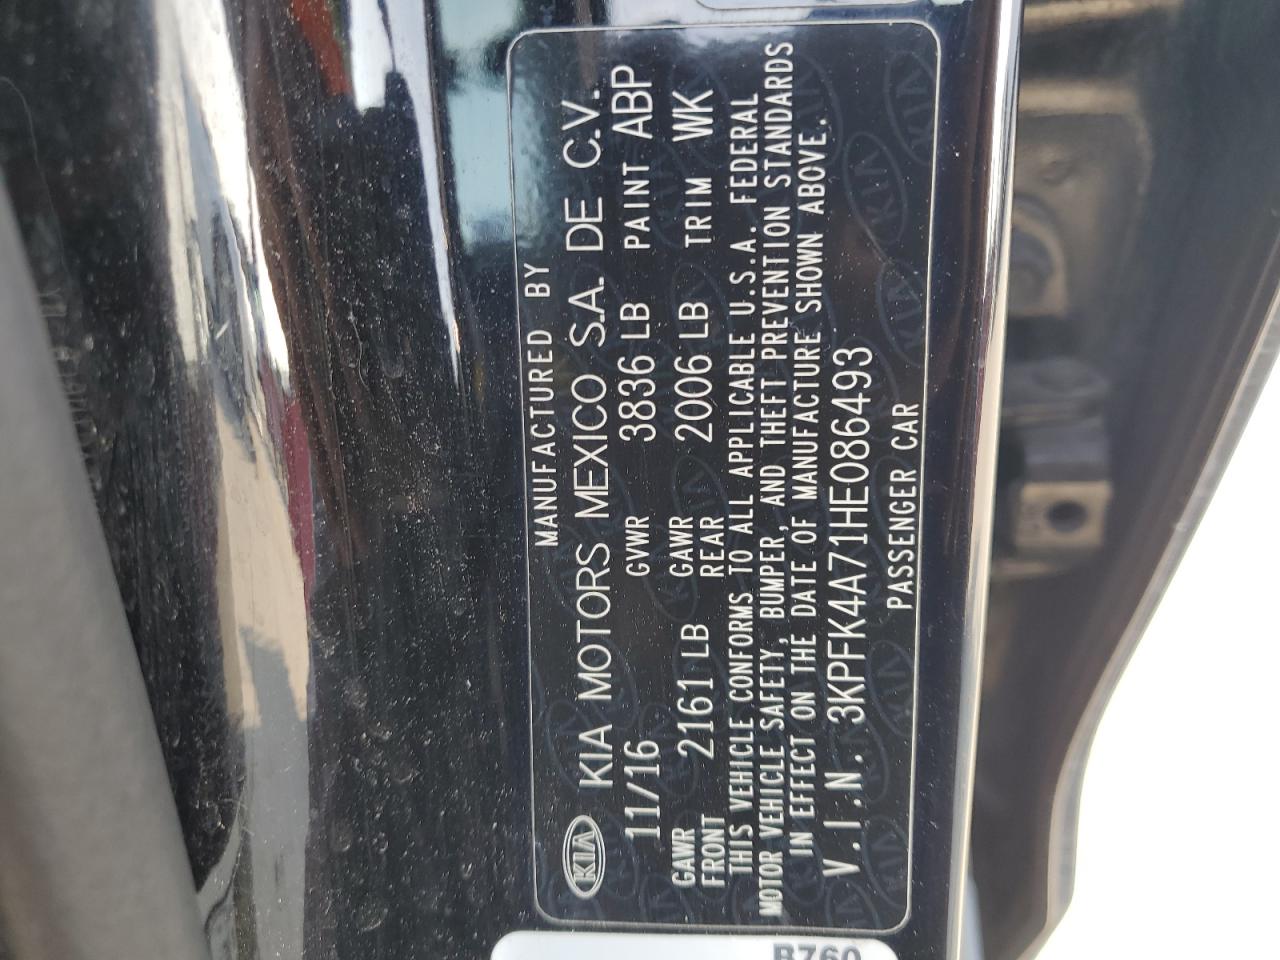 MANUFACTURED BY
KIA KIA MOTORS MEXICO S.A. DE C.V.
11/16 GVWR 3836 LB PAINT ABP
GAWR FRONT 2161 LB GAWR REAR 2006 LB TRIM WK
THIS VEHICLE CONFORMS TO ALL APPLICABLE U.S.A. FEDERAL
MOTOR VEHICLE SAFETY, BUMPER, AND THEFT PREVENTION STANDARDS
IN EFFECT ON THE DATE OF MANUFACTURE SHOWN ABOVE.
V.I.N. 3KPFK4A71HE086493
PASSENGER CAR
B760